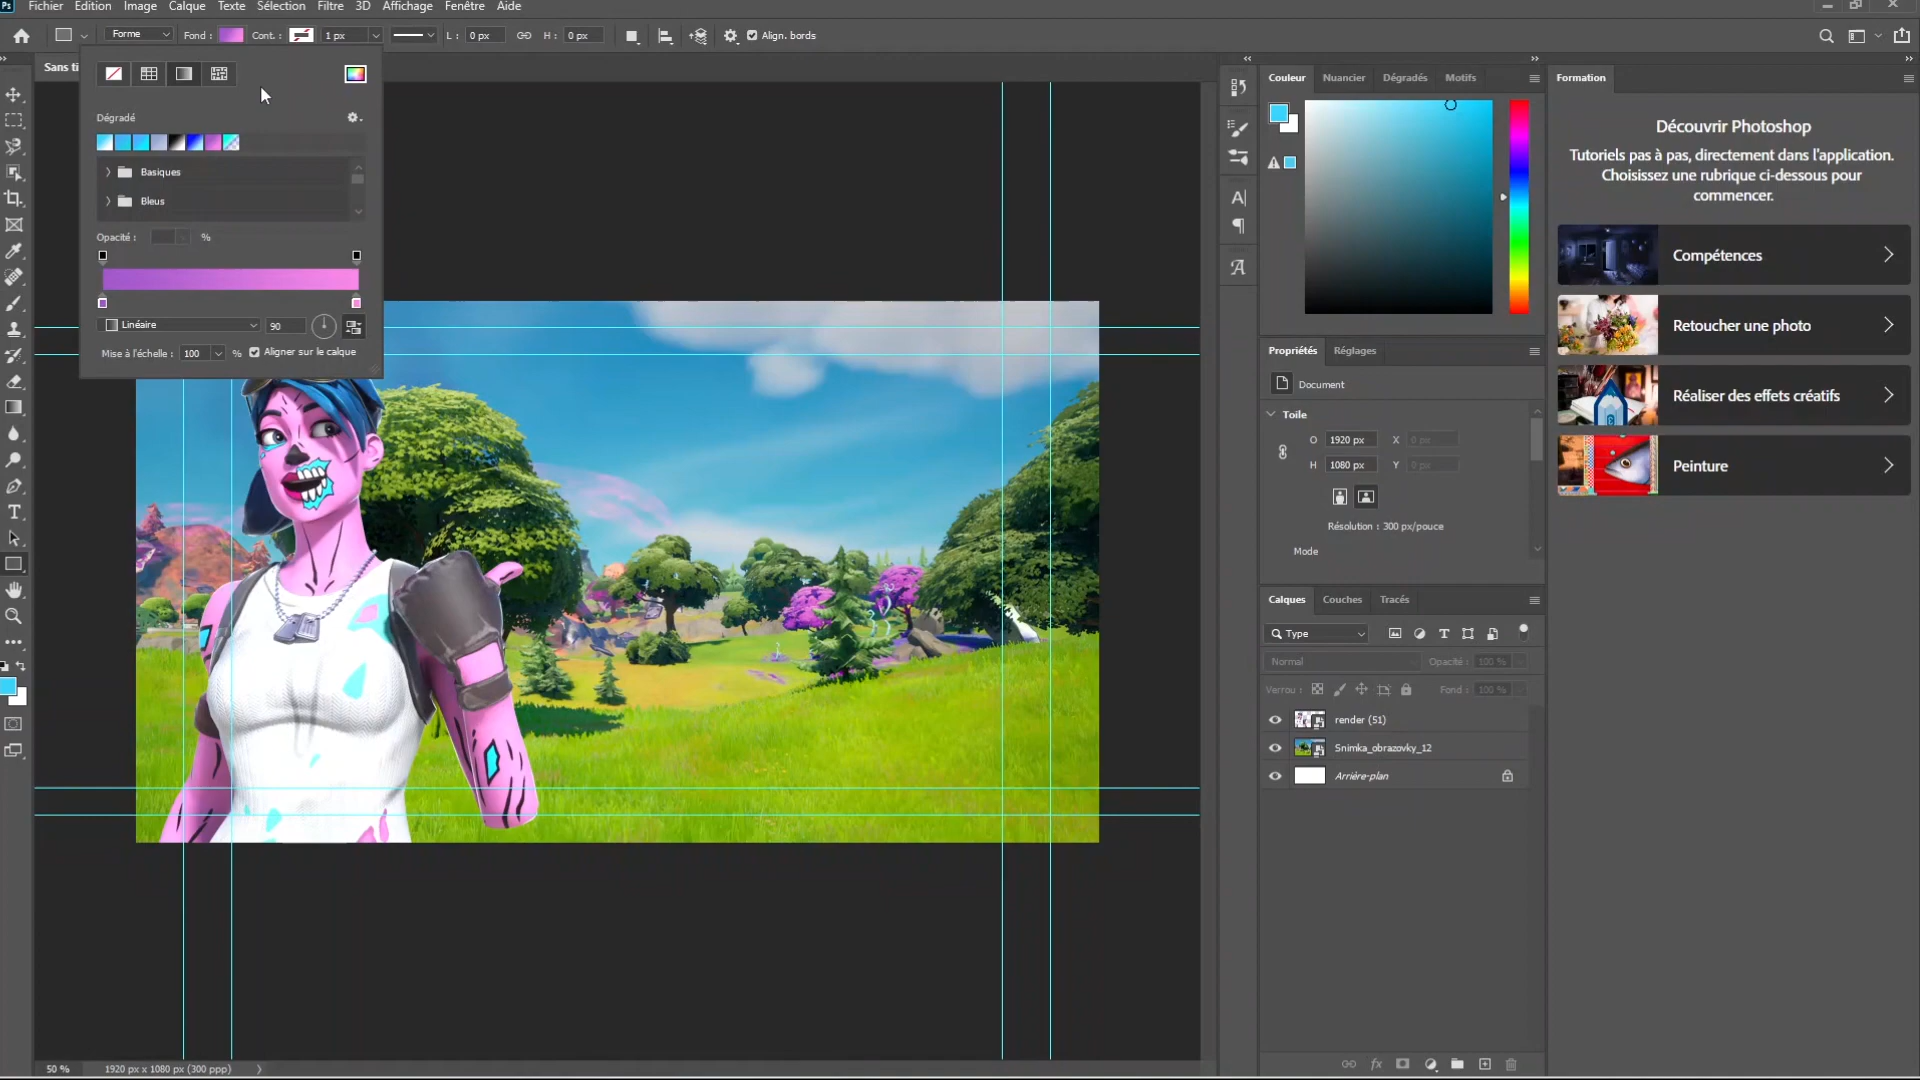 Ps
Fichier Edition Image Calque Texte Sélection Filtre 3D Affichage Fenêtre Aide
Forme Fond : Cont. : 1 px L : 0 px H : 0 px Align. bords
Sans ti
Dégradé
Basiques
Bleus
Opacité : %
Linéaire 90
Mise à l'échelle : 100 % Aligner sur le calque
Couleur Nuancier Dégradés Motifs
Propriétés Réglages
Document
Toile
O 1920 px X 0 px
H 1080 px Y 0 px
Résolution : 300 px/pouce
Mode
Calques Couches Tracés
Type
Normal Opacité : 100 %
Verrou : Fond : 100 %
render (51)
Snimka_obrazovky_12
Arrière-plan
Formation
Découvrir Photoshop
Tutoriels pas à pas, directement dans l'application.
Choisissez une rubrique ci-dessous pour
commencer.
Compétences
Retoucher une photo
Réaliser des effets créatifs
Peinture
50 % 1920 px x 1080 px (300 ppp)